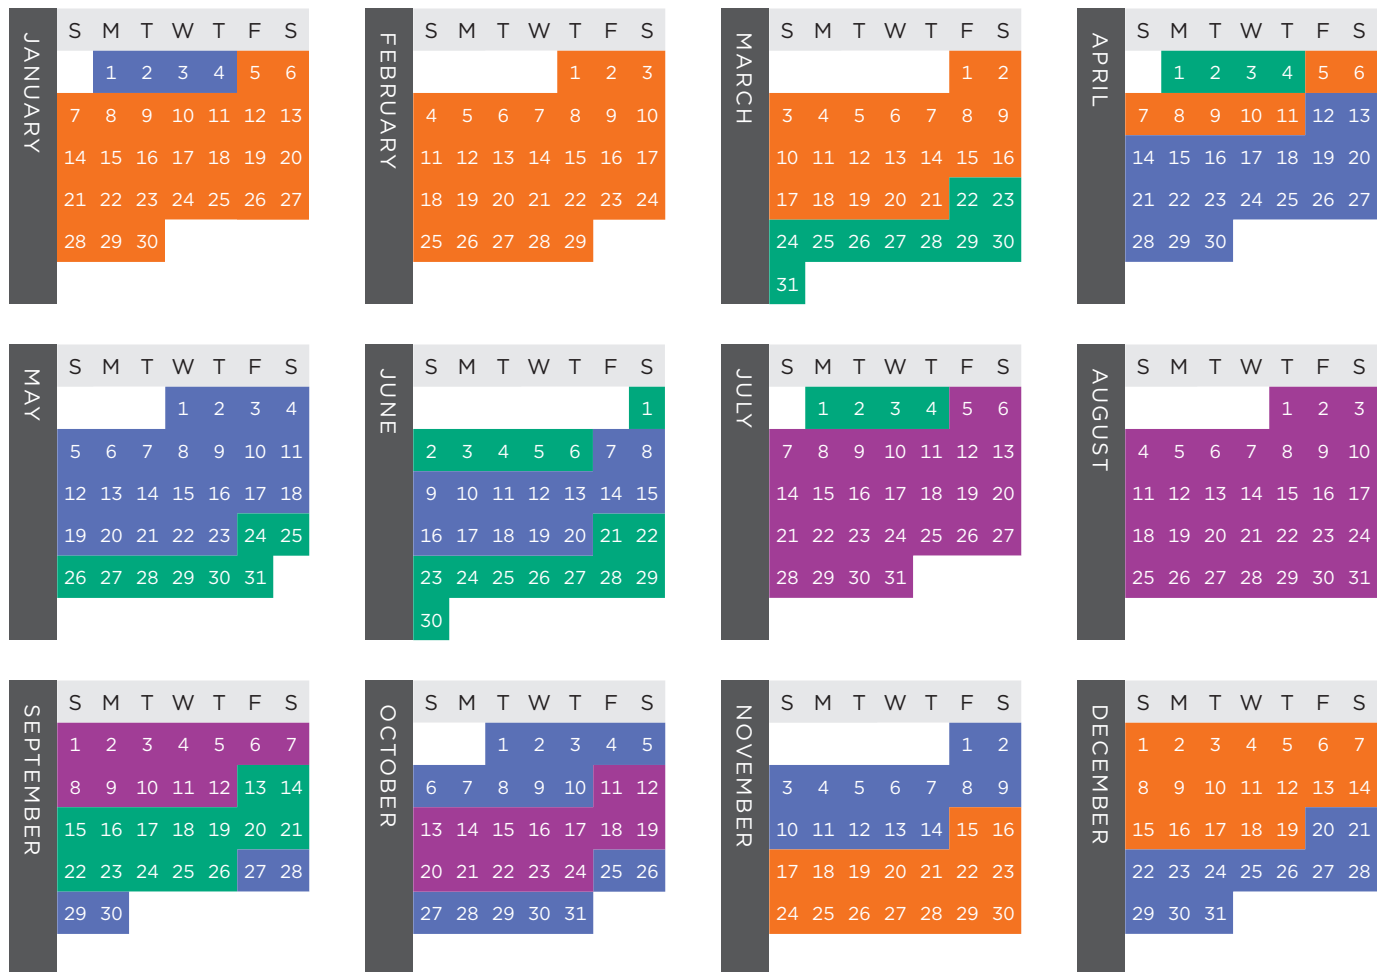 JANUARY
S M T W T F S
1 2 3 4 5 6
7 8 9 10 11 12 13
14 15 16 17 18 19 20
21 22 23 24 25 26 27
28 29 30
FEBRUARY
S M T W T F S
1 2 3
4 5 6 7 8 9 10
11 12 13 14 15 16 17
18 19 20 21 22 23 24
25 26 27 28 29
MARCH
S M T W T F S
1 2
3 4 5 6 7 8 9
10 11 12 13 14 15 16
17 18 19 20 21 22 23
24 25 26 27 28 29 30
31
APRIL
S M T W T F S
1 2 3 4 5 6
7 8 9 10 11 12 13
14 15 16 17 18 19 20
21 22 23 24 25 26 27
28 29 30
MAY
S M T W T F S
1 2 3 4
5 6 7 8 9 10 11
12 13 14 15 16 17 18
19 20 21 22 23 24 25
26 27 28 29 30 31
JUNE
S M T W T F S
1
2 3 4 5 6 7 8
9 10 11 12 13 14 15
16 17 18 19 20 21 22
23 24 25 26 27 28 29
30
JULY
S M T W T F S
1 2 3 4 5 6
7 8 9 10 11 12 13
14 15 16 17 18 19 20
21 22 23 24 25 26 27
28 29 30 31
AUGUST
S M T W T F S
1 2 3
4 5 6 7 8 9 10
11 12 13 14 15 16 17
18 19 20 21 22 23 24
25 26 27 28 29 30 31
SEPTEMBER
S M T W T F S
1 2 3 4 5 6 7
8 9 10 11 12 13 14
15 16 17 18 19 20 21
22 23 24 25 26 27 28
29 30
OCTOBER
S M T W T F S
1 2 3 4 5
6 7 8 9 10 11 12
13 14 15 16 17 18 19
20 21 22 23 24 25 26
27 28 29 30 31
NOVEMBER
S M T W T F S
1 2
3 4 5 6 7 8 9
10 11 12 13 14 15 16
17 18 19 20 21 22 23
24 25 26 27 28 29 30
DECEMBER
S M T W T F S
1 2 3 4 5 6 7
8 9 10 11 12 13 14
15 16 17 18 19 20 21
22 23 24 25 26 27 28
29 30 31